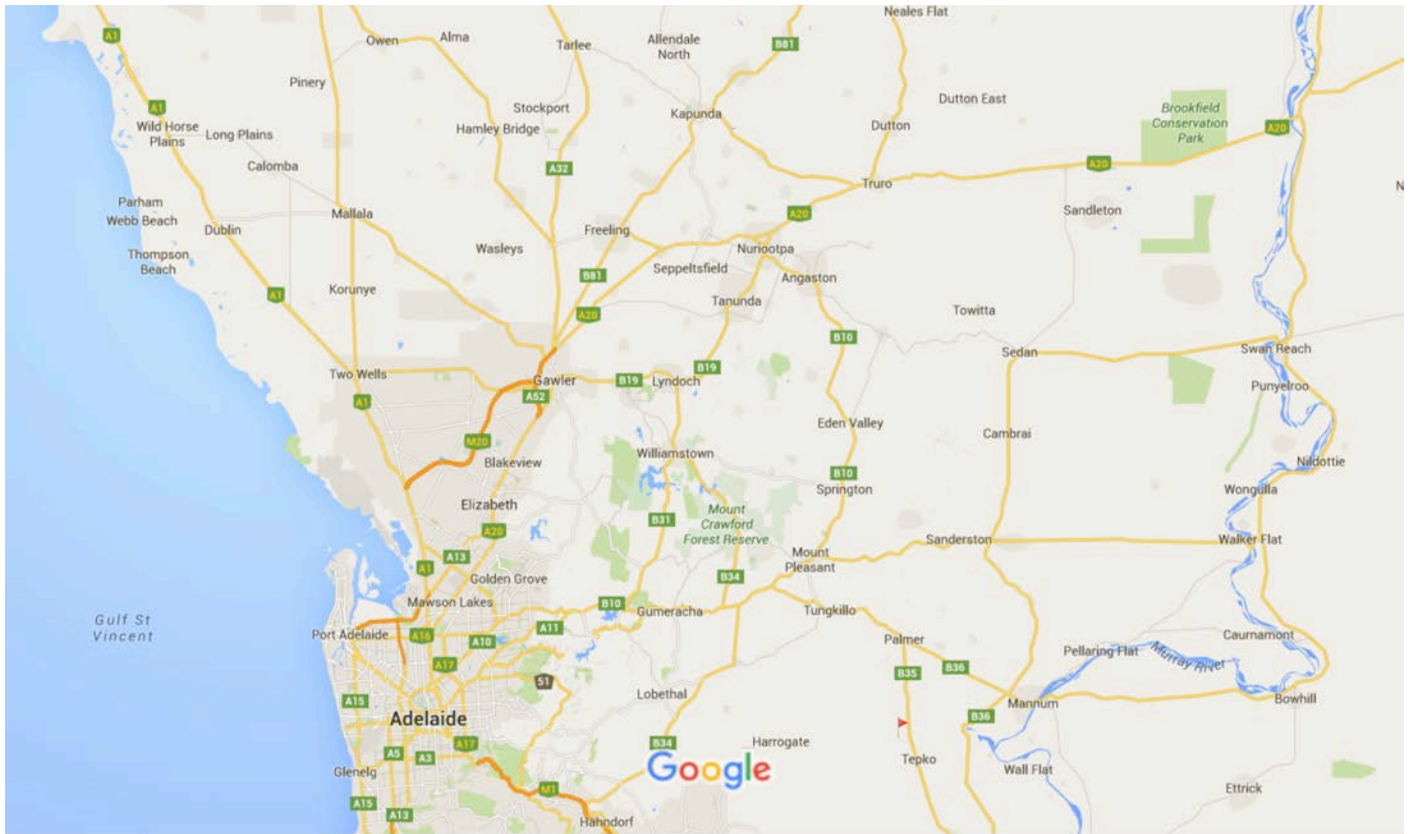 Neales Flat
A1
Owen
Alma
Tarlee
Allendale
North
B81
Pinery
Stockport
Dutton East
Brookfield
Conservation
Park
A1
Wild Horse
Plains
Long Plains
Hamley Bridge
Kapunda
Dutton
A20
Calomba
A32
A20
Truro
Parham
Webb Beach
Mallala
A20
Sandleton
N
Dublin
Freeling
Thompson
Beach
Wasleys
Nuriootpa
Seppeltsfield
B81
Angaston
A1
Korunye
Tanunda
A20
Towitta
B10
Sedan
Swan Reach
Two Wells
Gawler
B19
Lyndoch
B19
Punyelroo
A1
A52
Eden Valley
Cambrai
M20
Blakeview
Williamstown
Nildottie
B10
Springton
Wongulla
Elizabeth
Mount
Crawford
Forest Reserve
B31
A20
Sanderston
Walker Flat
A13
Mount
Pleasant
A1
Golden Grove
B34
Mawson Lakes
B10
Gumeracha
Tungkillo
Gulf St
Vincent
Port Adelaide
A16
A10
A11
Palmer
Caurnamont
Pellaring Flat
Murray River
A17
B35
B36
51
Lobethal
A15
Mannum
Bowhill
Adelaide
B36
A17
B34
Harrogate
A5
A3
Tepko
Glenelg
Google
Wall Flat
M1
Ettrick
A15
A13
Hahndorf